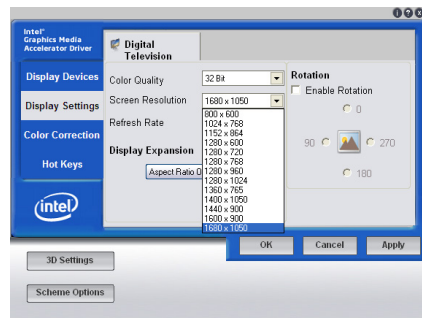 Intel®
Graphics Media
Accelerator Driver
Digital
Television
Display Devices
Display Settings
Color Correction
Hot Keys
intel
Color Quality
32 Bit
Screen Resolution
1680 x 1050
800 x 600
1024 x 768
1152 x 864
1280 x 600
1280 x 720
1280 x 768
1280 x 960
1280 x 1024
1360 x 765
1400 x 1050
1440 x 900
1600 x 900
1680 x 1050
Refresh Rate
Display Expansion
Aspect Ratio O
Rotation
Enable Rotation
0
90
270
180
OK
Cancel
Apply
3D Settings
Scheme Options